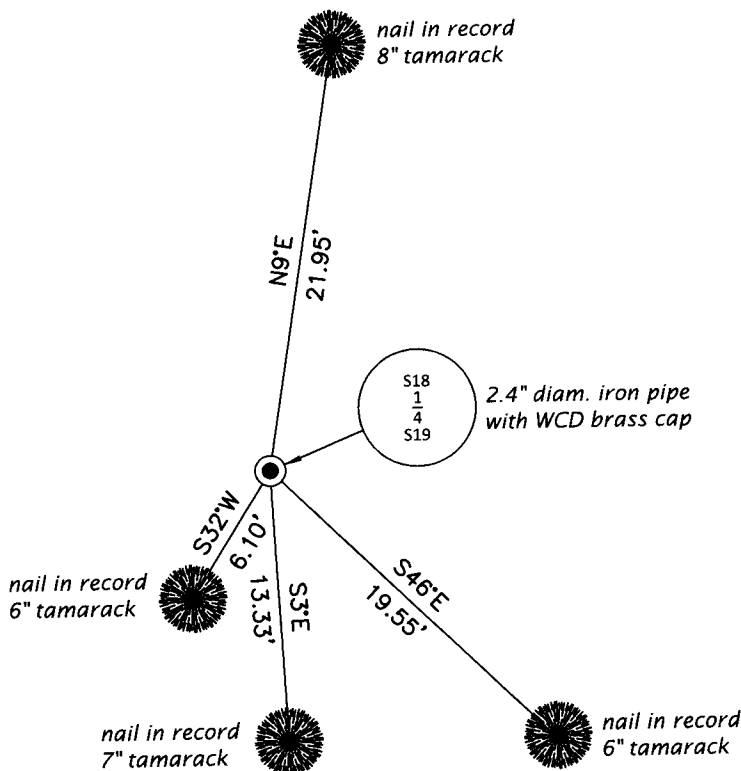 nail in record
8" tamarack
N9°E
21.95'
S18
1
4
S19
2.4" diam. iron pipe
with WCD brass cap
S32°W
6.10'
nail in record
6" tamarack
S3°E
13.33'
S46°E
19.55'
nail in record
7" tamarack
nail in record
6" tamarack